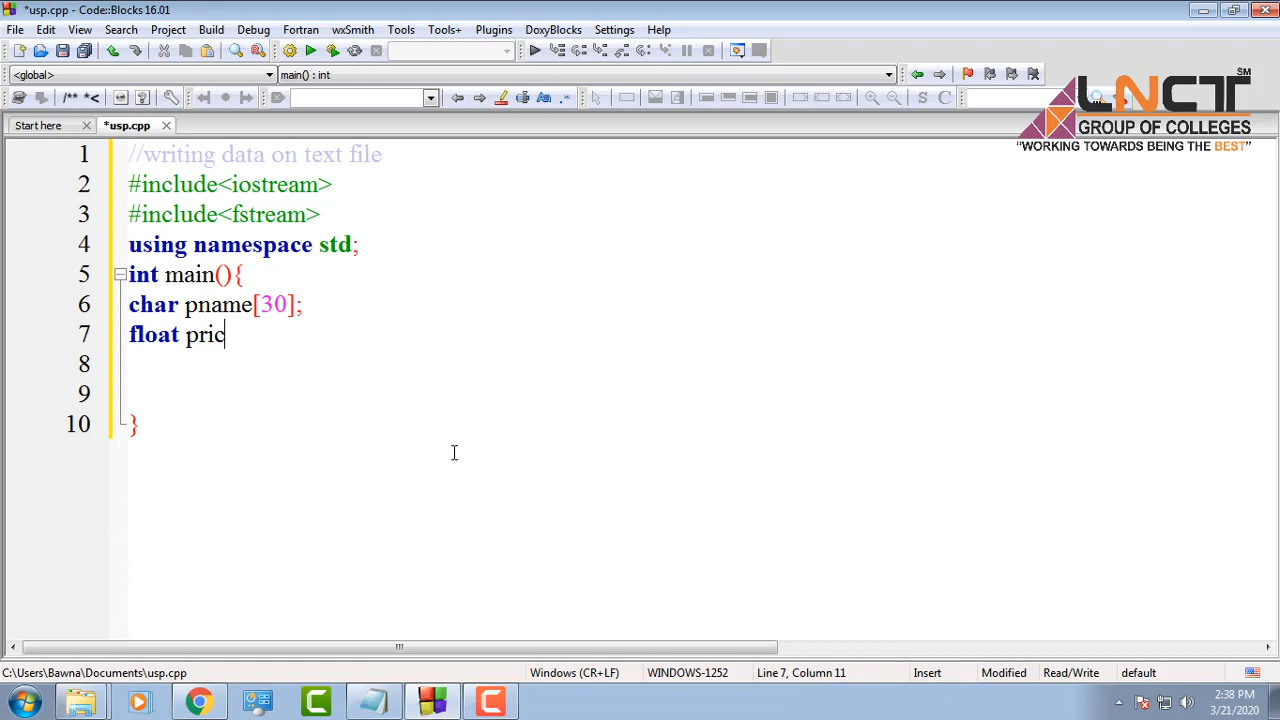 *usp.cpp - Code::Blocks 16.01
File Edit View Search Project Build Debug Fortran wxSmith Tools Tools+ Plugins DoxyBlocks Settings Help
<global> main() : int
/** *<
S C
Start here *usp.cpp
LNCT SM
GROUP OF COLLEGES
"WORKING TOWARDS BEING THE BEST"
1 //writing data on text file
2 #include<iostream>
3 #include<fstream>
4 using namespace std;
5 int main(){
6 char pname[30];
7 float pric
8
9
10 }
C:\Users\Bawna\Documents\usp.cpp Windows (CR+LF) WINDOWS-1252 Line 7, Column 11 Insert Modified Read/Write default
2:38 PM
3/21/2020